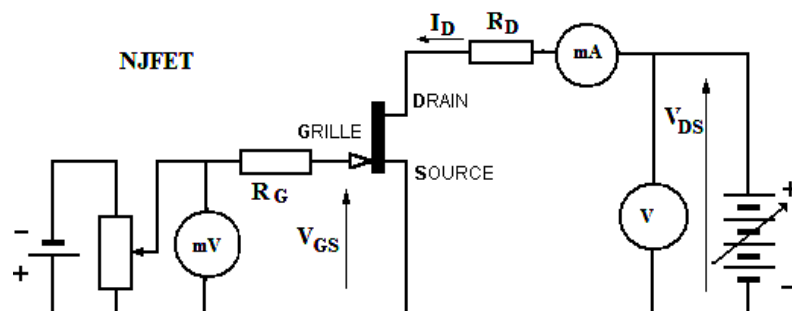 NJFET
I_D
R_D
mA
DRAIN
GRILLE
SOURCE
R_G
V_GS
mV
V
V_DS
-
+
+
-